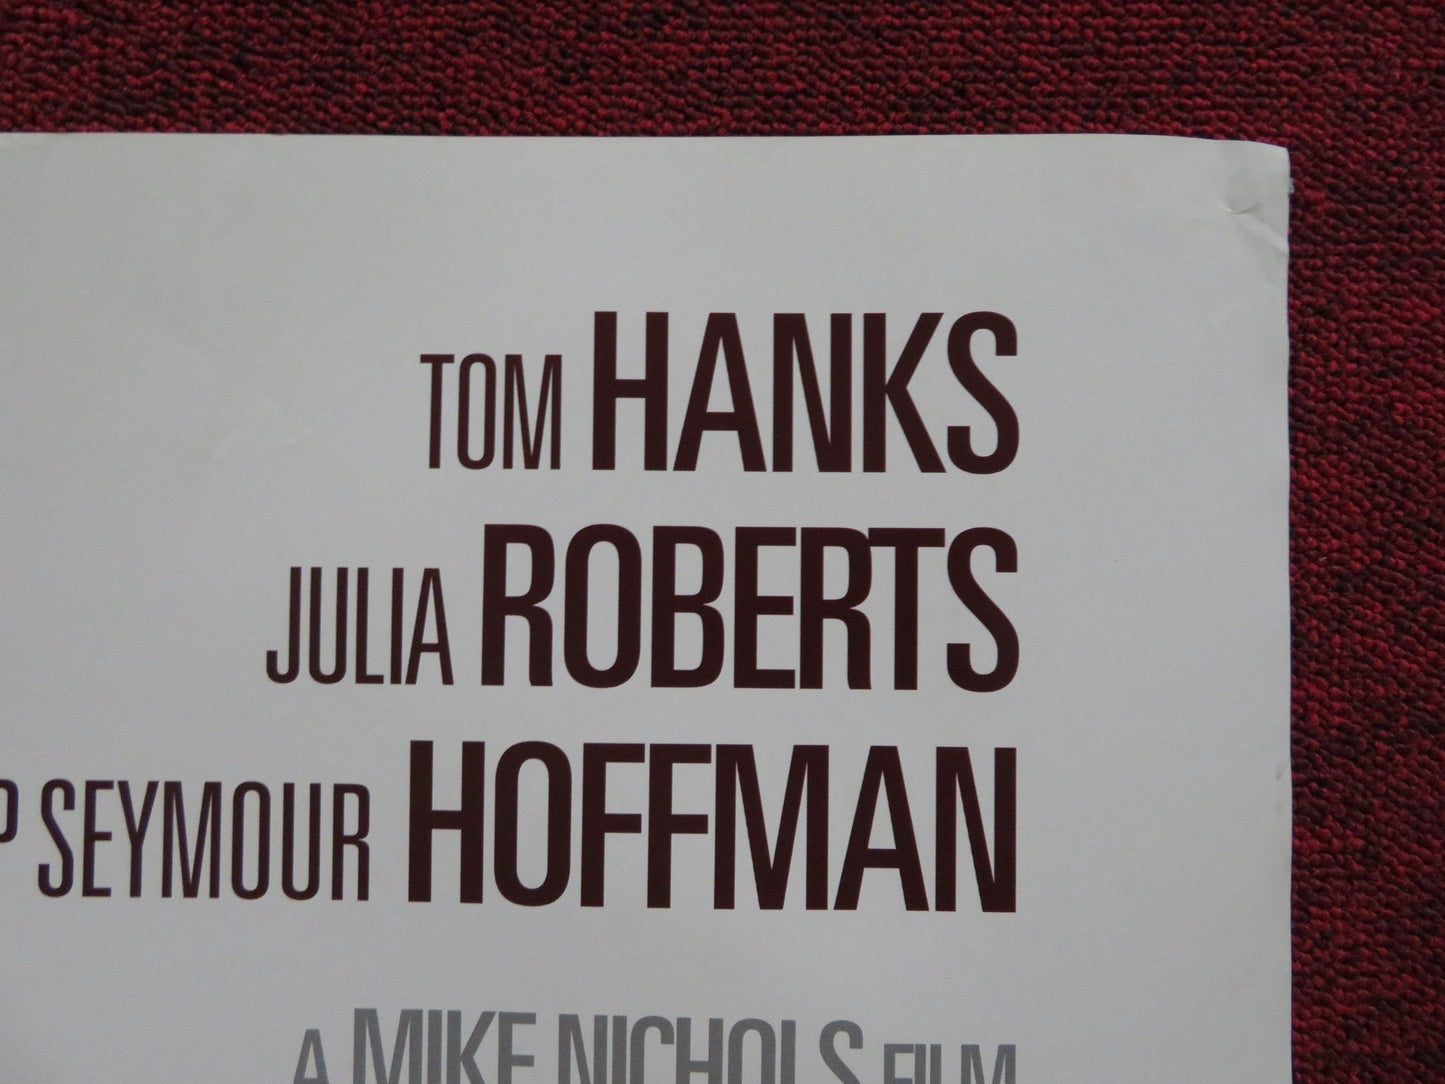 TOM HANKS
JULIA ROBERTS
P SEYMOUR HOFFMAN
A MIKE NICHOLS FILM